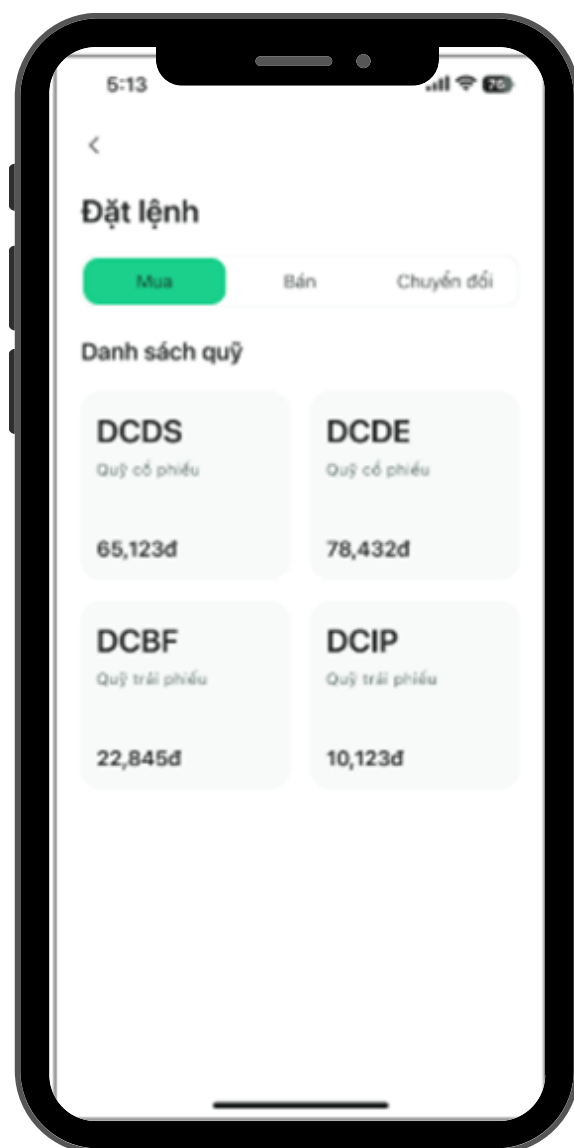 5:13
76
Đặt lệnh
Mua Bán Chuyển đổi
Danh sách quỹ
DCDS
Quỹ cổ phiếu
65,123đ
DCDE
Quỹ cổ phiếu
78,432đ
DCBF
Quỹ trái phiếu
22,845đ
DCIP
Quỹ trái phiếu
10,123đ